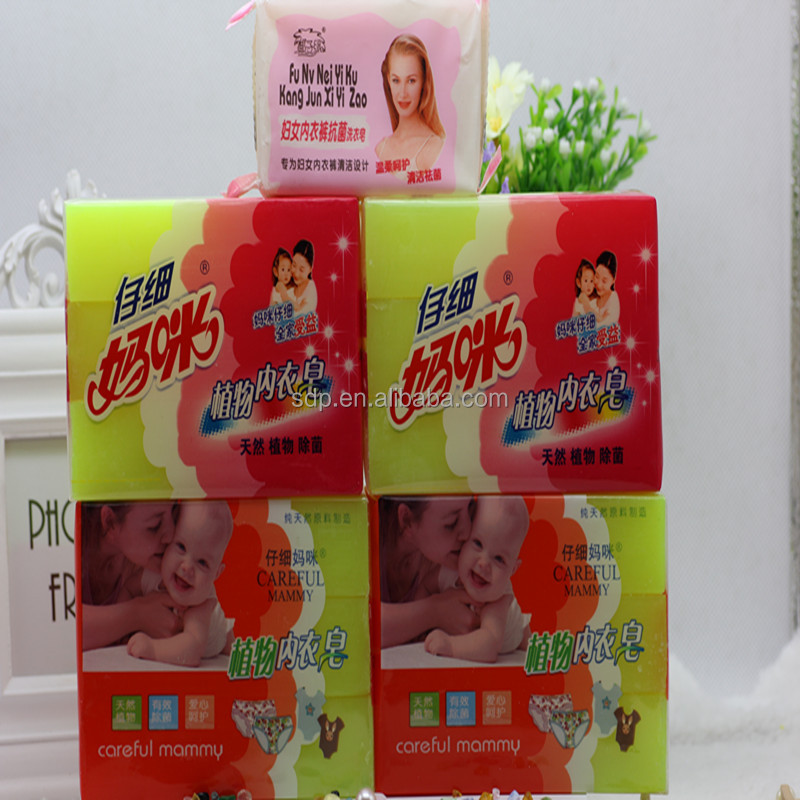 Fu Nv Nei Yi Ku
Kang Jun Xi Yi Zao
妇女内衣裤抗菌洗衣皂
专为妇女内衣裤清洁设计
温柔呵护
清洁祛菌
仔细®
妈咪
妈咪仔细
全家受益
植物内衣皂
天然 植物 除菌
仔细®
妈咪
妈咪仔细
全家受益
植物内衣皂
天然 植物 除菌
sdp.en.alibaba.com
纯天然原料制造
仔细妈咪®
CAREFUL
MAMMY
植物内衣皂
天然
植物
有效
除菌
爱心
呵护
careful mammy
纯天然原料制造
仔细妈咪®
CAREFUL
MAMMY
植物内衣皂
天然
植物
有效
除菌
爱心
呵护
careful mammy